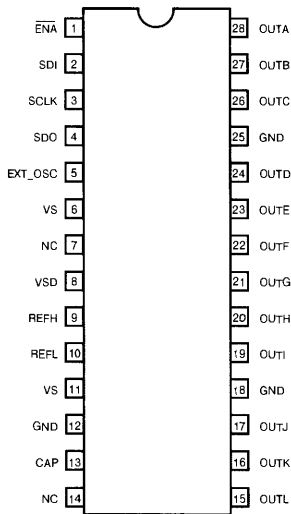 ENA 1 28 OUTA
SDI 2 27 OUTB
SCLK 3 26 OUTC
SDO 4 25 GND
EXT_OSC 5 24 OUTD
VS 6 23 OUTE
NC 7 22 OUTF
VSD 8 21 OUTG
REFH 9 20 OUTH
REFL 10 19 OUTI
VS 11 18 GND
GND 12 17 OUTJ
CAP 13 16 OUTK
NC 14 15 OUTL